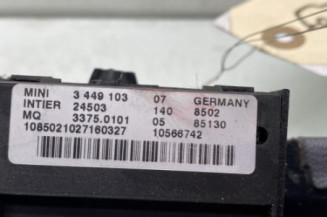 MINI 3 449 103 07 GERMANY
INTIER 24503 140 8502
MQ 3375.0101 05 85130
1085021027160327 10566742